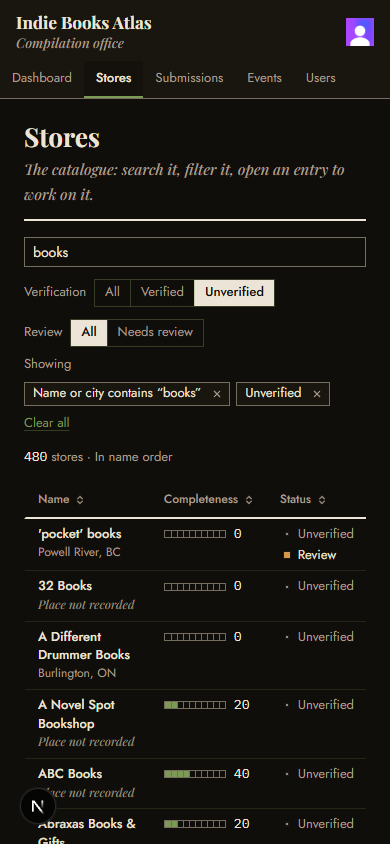 Indie Books Atlas
Compilation office
Dashboard Stores Submissions Events Users
Stores
The catalogue: search it, filter it, open an entry to
work on it.
books
Verification All Verified Unverified
Review All Needs review
Showing
Name or city contains “books” × Unverified ×
Clear all
480 stores · In name order
Name Completeness Status
'pocket' books 0 · Unverified
Powell River, BC Review
32 Books 0 · Unverified
Place not recorded
A Different 0 · Unverified
Drummer Books
Burlington, ON
A Novel Spot 20 · Unverified
Bookshop
Place not recorded
ABC Books 40 · Unverified
Place not recorded
N
Abraxas Books & 20 · Unverified
Gifts